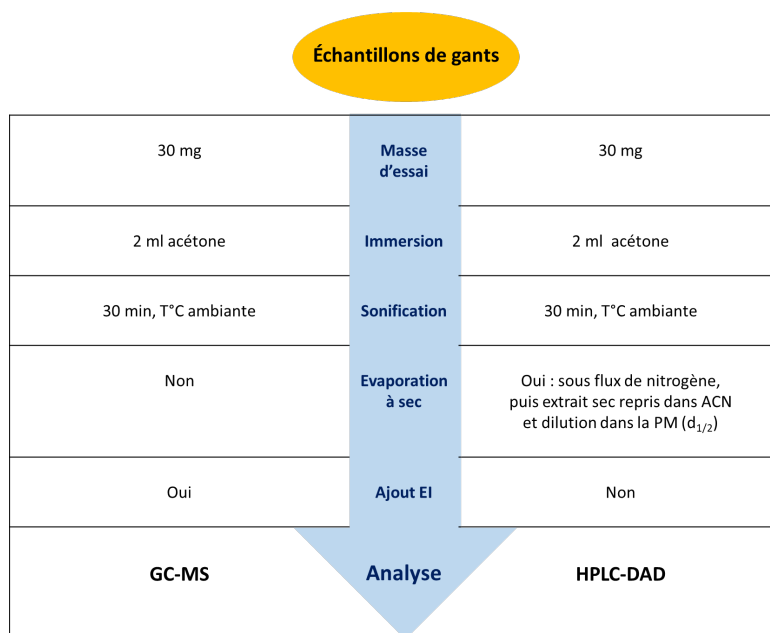 Échantillons de gants
30 mg
Masse
d'essai
30 mg
2 ml acétone
Immersion
2 ml  acétone
30 min, T°C ambiante
Sonification
30 min, T°C ambiante
Non
Evaporation
à sec
Oui : sous flux de nitrogène,
puis extrait sec repris dans ACN
et dilution dans la PM (d1/2)
Oui
Ajout EI
Non
GC-MS
Analyse
HPLC-DAD